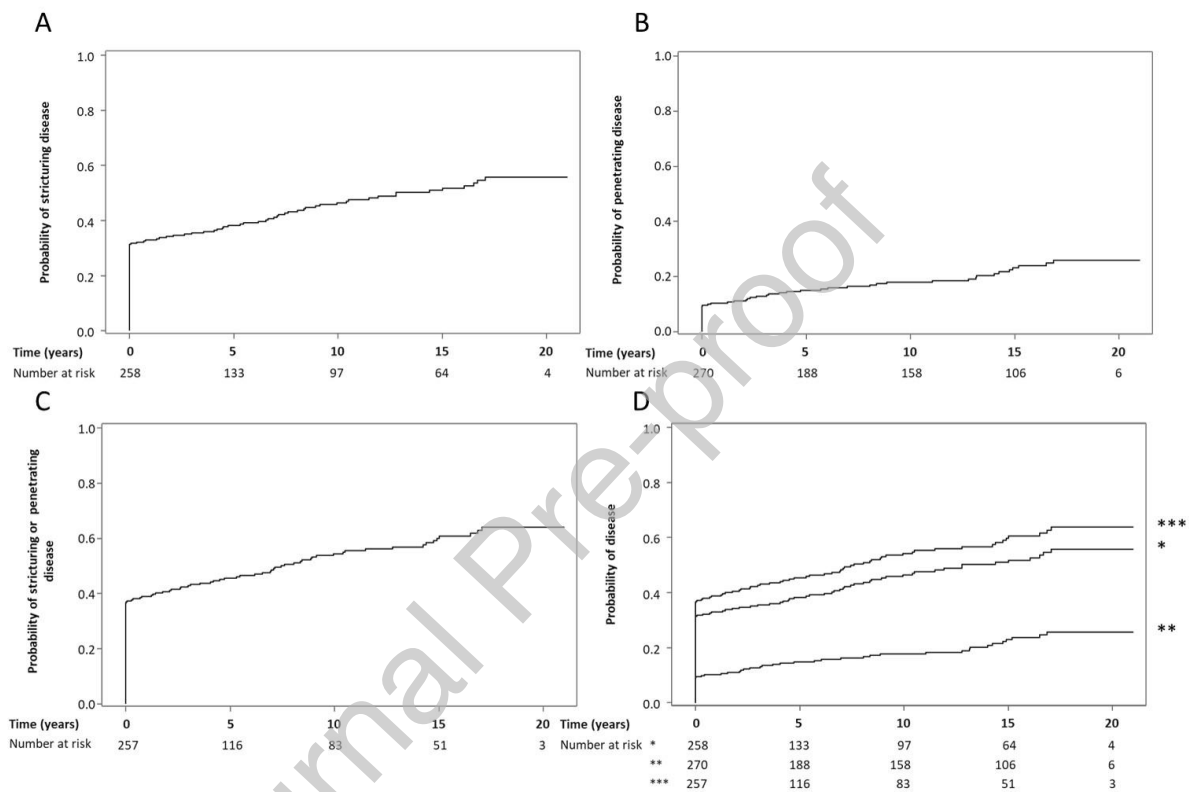 A
1.0
0.8
0.6
0.4
0.2
0.0
Probability of stricturing disease
Time (years) 0 5 10 15 20
Number at risk 258 133 97 64 4
B
1.0
0.8
0.6
0.4
0.2
0.0
Probability of penetrating disease
Time (years) 0 5 10 15 20
Number at risk 270 188 158 106 6
C
1.0
0.8
0.6
0.4
0.2
0.0
Probability of stricturing or penetrating
disease
Time (years) 0 5 10 15 20
Number at risk 257 116 83 51 3
D
1.0
0.8
0.6
0.4
0.2
0.0
Probability of disease
***
*
**
Time (years) 0 5 10 15 20
Number at risk * 258 133 97 64 4
** 270 188 158 106 6
*** 257 116 83 51 3
urnal Pre-proof